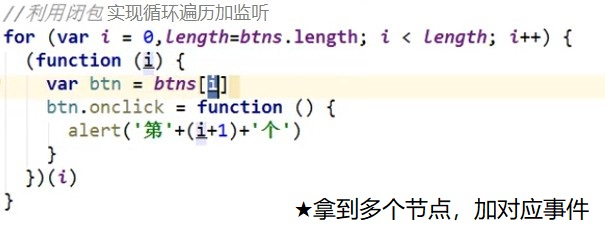 //利用闭包 实现循环遍历加监听
for (var i = 0,length=btns.length; i < length; i++) {
(function (i) {
var btn = btns[i]
btn.onclick = function () {
alert('第'+(i+1)+'个')
}
})(i)
}
★拿到多个节点，加对应事件